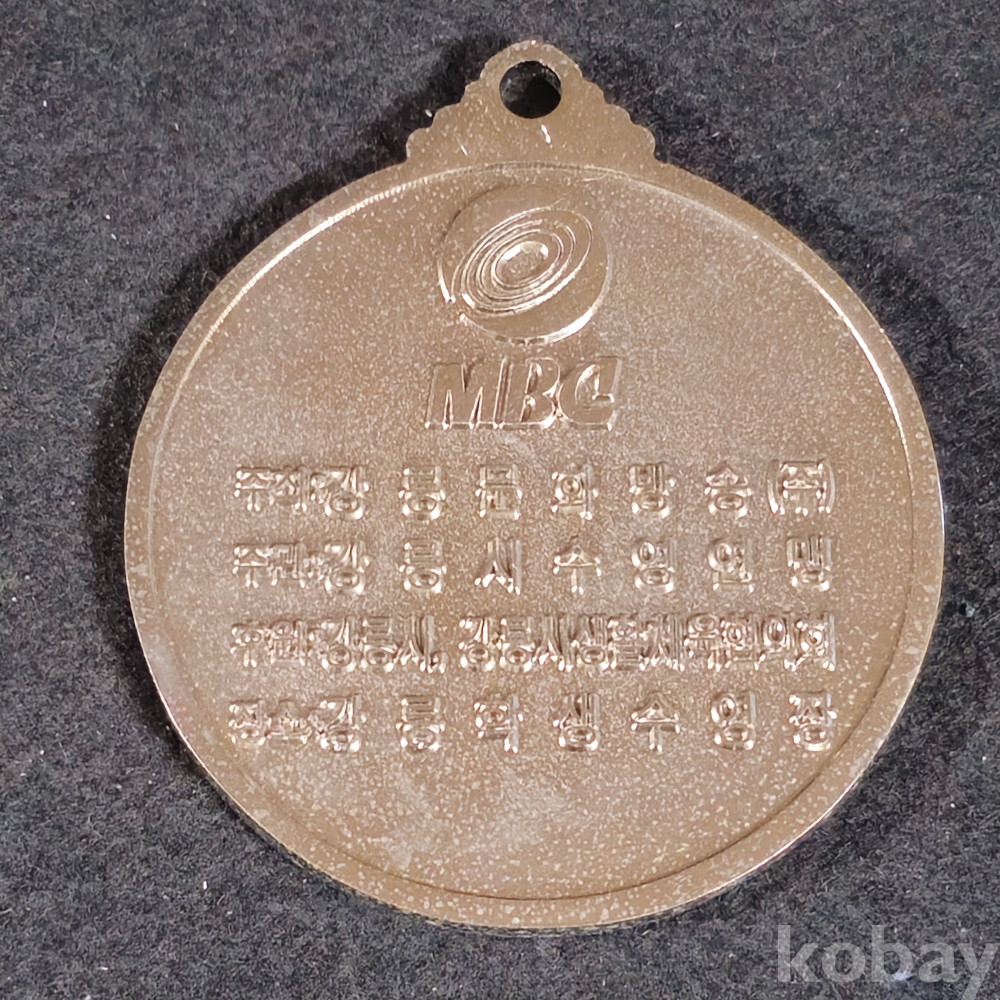 MBC
주최:강릉문화방송(주)
주관:강릉시수영연맹
후원:강릉시, 강릉시생활체육협의회
장소:강릉학생수영장
kobay